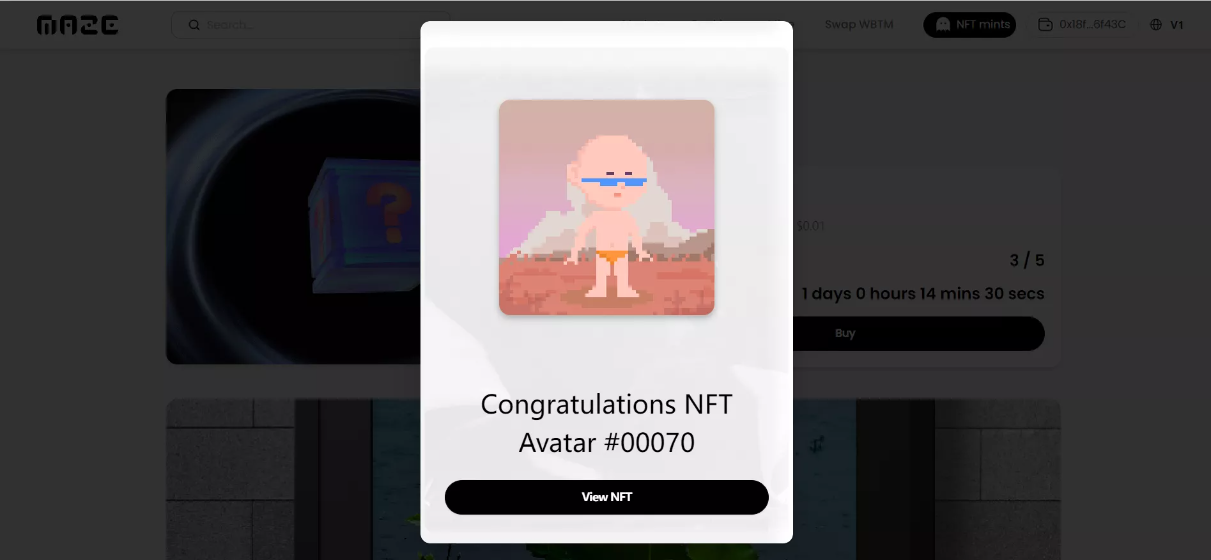 MAZE
Search...
Swap WBTM
NFT mints
0x18f...6f43C
V1
$0.01
3 / 5
1 days 0 hours 14 mins 30 secs
Buy
Congratulations NFT
Avatar #00070
View NFT